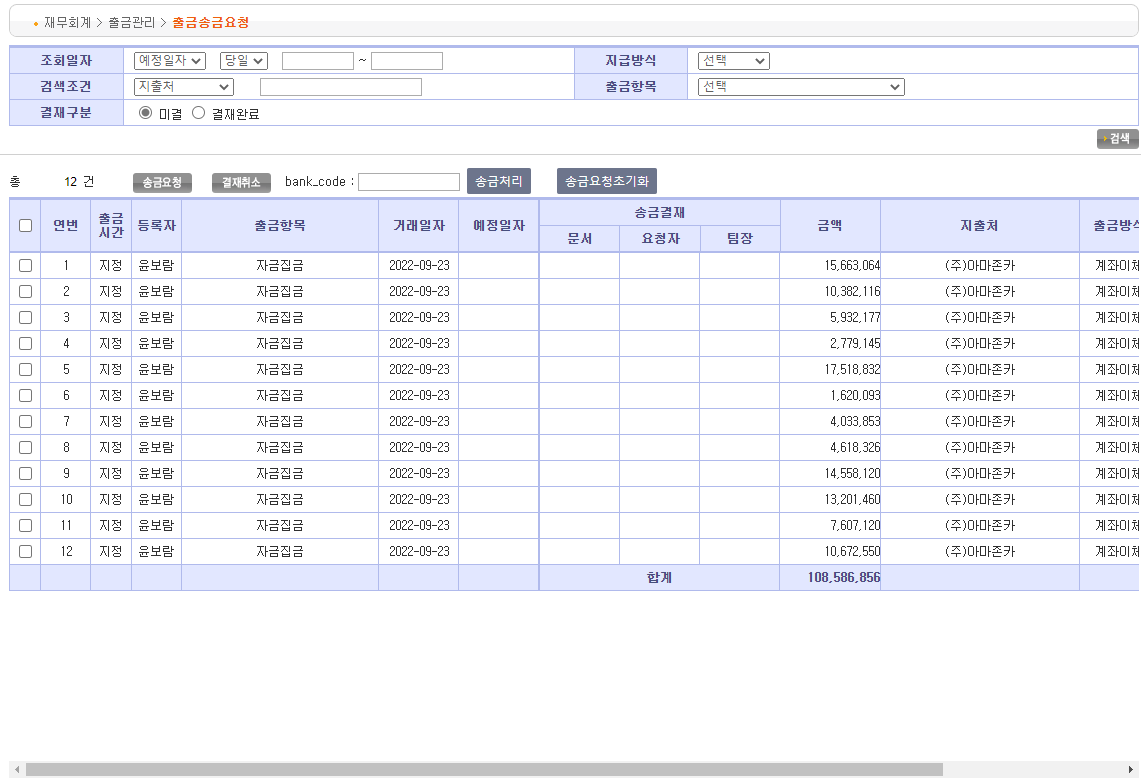 재무회계 > 출금관리 > 출금송금요청
조회일자 예정일자 당일 ~ 지급방식 선택
검색조건 지출처 출금항목 선택
결재구분 미결 결재완료
검색
총 12 건 송금요청 결재취소 bank_code : 송금처리 송금요청초기화
연번 출금시간 등록자 출금항목 거래일자 예정일자 송금결재 금액 지출처 출금방식
문서 요청자 팀장
1 지정 윤보람 자금집금 2022-09-23 15,663,064 (주)아마존카 계좌이체
2 지정 윤보람 자금집금 2022-09-23 10,382,116 (주)아마존카 계좌이체
3 지정 윤보람 자금집금 2022-09-23 5,932,177 (주)아마존카 계좌이체
4 지정 윤보람 자금집금 2022-09-23 2,779,145 (주)아마존카 계좌이체
5 지정 윤보람 자금집금 2022-09-23 17,518,832 (주)아마존카 계좌이체
6 지정 윤보람 자금집금 2022-09-23 1,620,093 (주)아마존카 계좌이체
7 지정 윤보람 자금집금 2022-09-23 4,033,853 (주)아마존카 계좌이체
8 지정 윤보람 자금집금 2022-09-23 4,618,326 (주)아마존카 계좌이체
9 지정 윤보람 자금집금 2022-09-23 14,558,120 (주)아마존카 계좌이체
10 지정 윤보람 자금집금 2022-09-23 13,201,460 (주)아마존카 계좌이체
11 지정 윤보람 자금집금 2022-09-23 7,607,120 (주)아마존카 계좌이체
12 지정 윤보람 자금집금 2022-09-23 10,672,550 (주)아마존카 계좌이체
합계 108,586,856